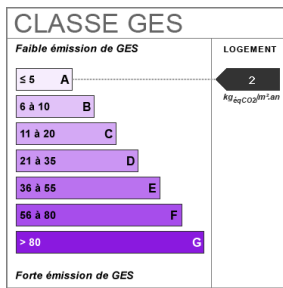 CLASSE GES
Faible émission de GES
LOGEMENT
≤ 5 A
2
kgéqCO2/m².an
6 à 10 B
11 à 20 C
21 à 35 D
36 à 55 E
56 à 80 F
> 80 G
Forte émission de GES